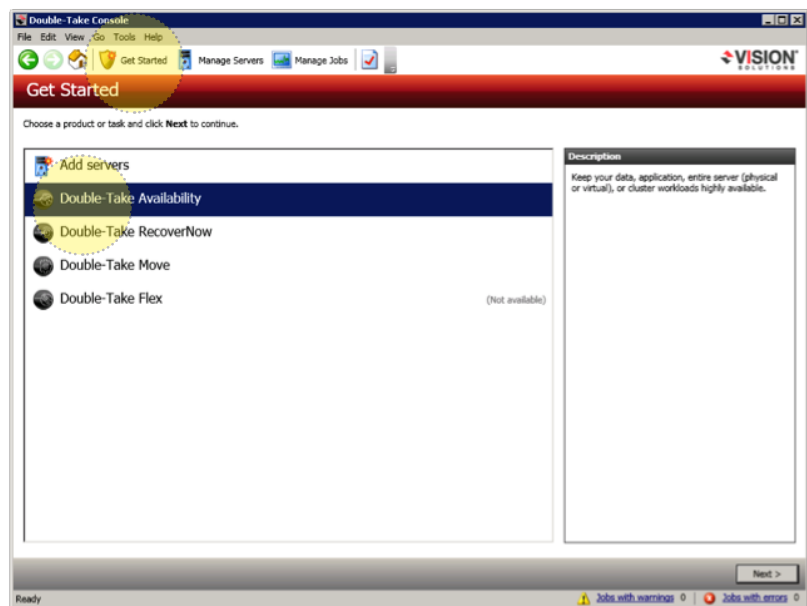 Double-Take Console
File Edit View Go Tools Help
Get Started Manage Servers Manage Jobs
VISION
SOLUTIONS
Get Started
Choose a product or task and click Next to continue.
Add servers
Double-Take Availability
Double-Take RecoverNow
Double-Take Move
Double-Take Flex (Not available)
Description
Keep your data, application, entire server (physical
or virtual), or cluster workloads highly available.
Next >
Ready Jobs with warnings 0 Jobs with errors 0